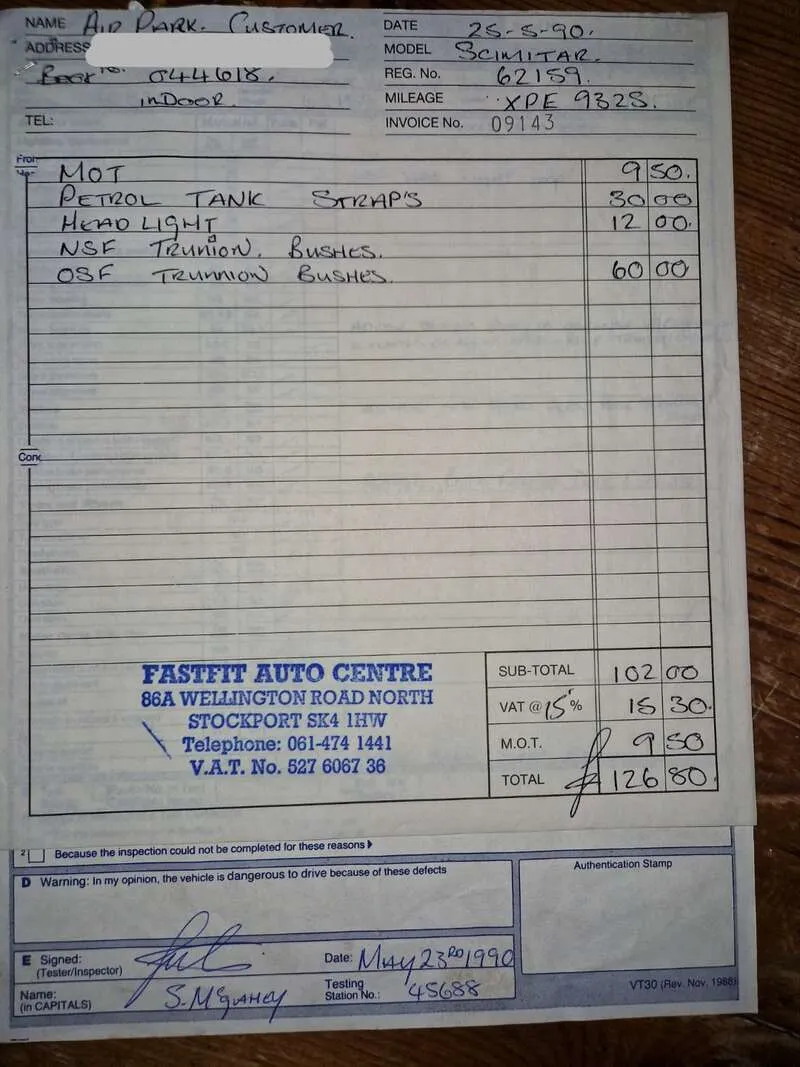 NAME AIR PARK. CUSTOMER.
ADDRESS
Book No. 044618.
inDOOR
TEL:
DATE 25-5-90.
MODEL SCIMITAR.
REG. No. 62159.
MILEAGE XPE 932S.
INVOICE No. 09143
MOT 9 50.
PETROL TANK STRAP'S 30 00
HEAD LIGHT 12 00.
NSF TRUNION. BUSHES.
OSF TRUNNION BUSHES. 60 00
Conc
FASTFIT AUTO CENTRE
86A WELLINGTON ROAD NORTH
STOCKPORT SK4 1HW
Telephone: 061-474 1441
V.A.T. No. 527 6067 36
SUB-TOTAL 102 00
VAT @ 15 % 15 30.
M.O.T. 9 50
TOTAL £ 126 80.
2 Because the inspection could not be completed for these reasons
D Warning: In my opinion, the vehicle is dangerous to drive because of these defects
Authentication Stamp
E Signed:
(Tester/Inspector)
Date: MAY 23RD 1990
Name: S. McGAHEY
(in CAPITALS)
Testing
Station No.: 45688
VT30 (Rev. Nov. 1988)